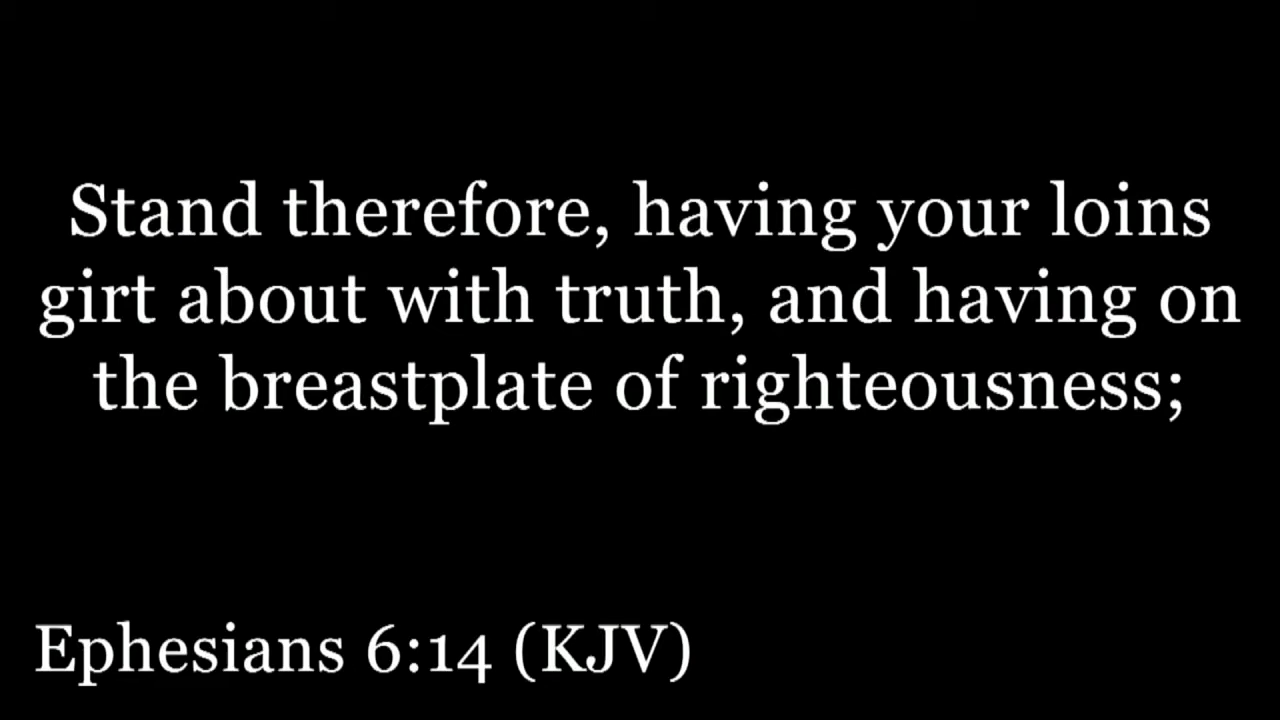 Stand therefore, having your loins
girt about with truth, and having on
the breastplate of righteousness;
Ephesians 6:14 (KJV)